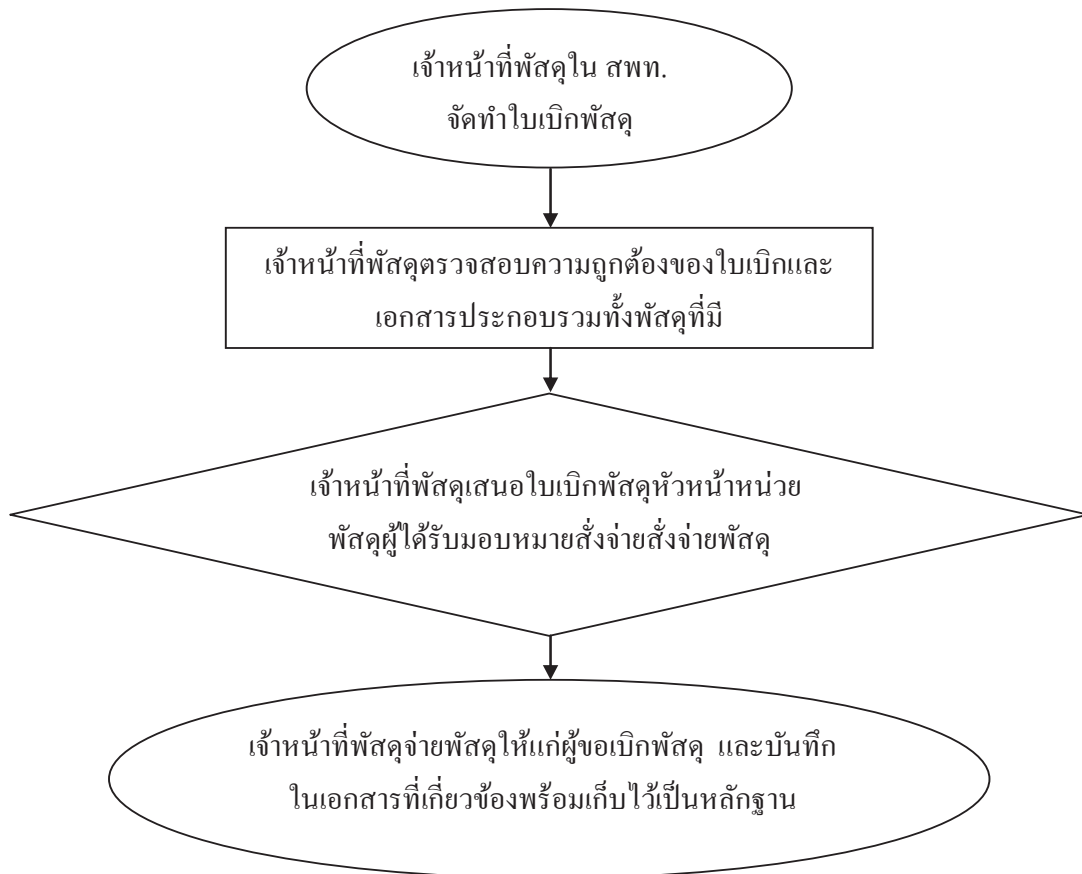 เจ้าหน้าที่พัสดุใน สพท.
จัดทำใบเบิกพัสดุ
เจ้าหน้าที่พัสดุตรวจสอบความถูกต้องของใบเบิกและ
เอกสารประกอบรวมทั้งพัสดุที่มี
เจ้าหน้าที่พัสดุเสนอใบเบิกพัสดุหัวหน้าหน่วย
พัสดุผู้ได้รับมอบหมายสั่งจ่ายสั่งจ่ายพัสดุ
เจ้าหน้าที่พัสดุจ่ายพัสดุให้แก่ผู้ขอเบิกพัสดุ และบันทึก
ในเอกสารที่เกี่ยวข้องพร้อมเก็บไว้เป็นหลักฐาน